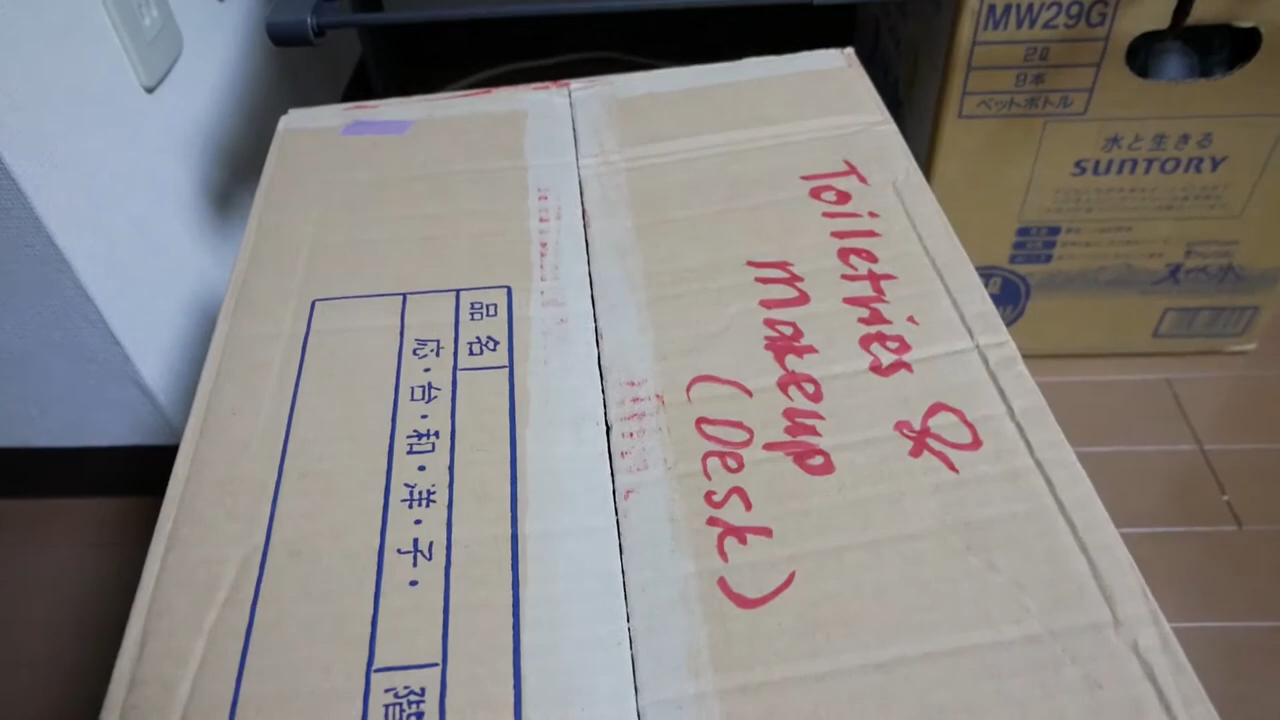 Toiletries &
makeup
(Desk)
品名
応・台・和・洋・子・
階
MW29G
2ℓ
9本
ペットボトル
水と生きる
SUNTORY